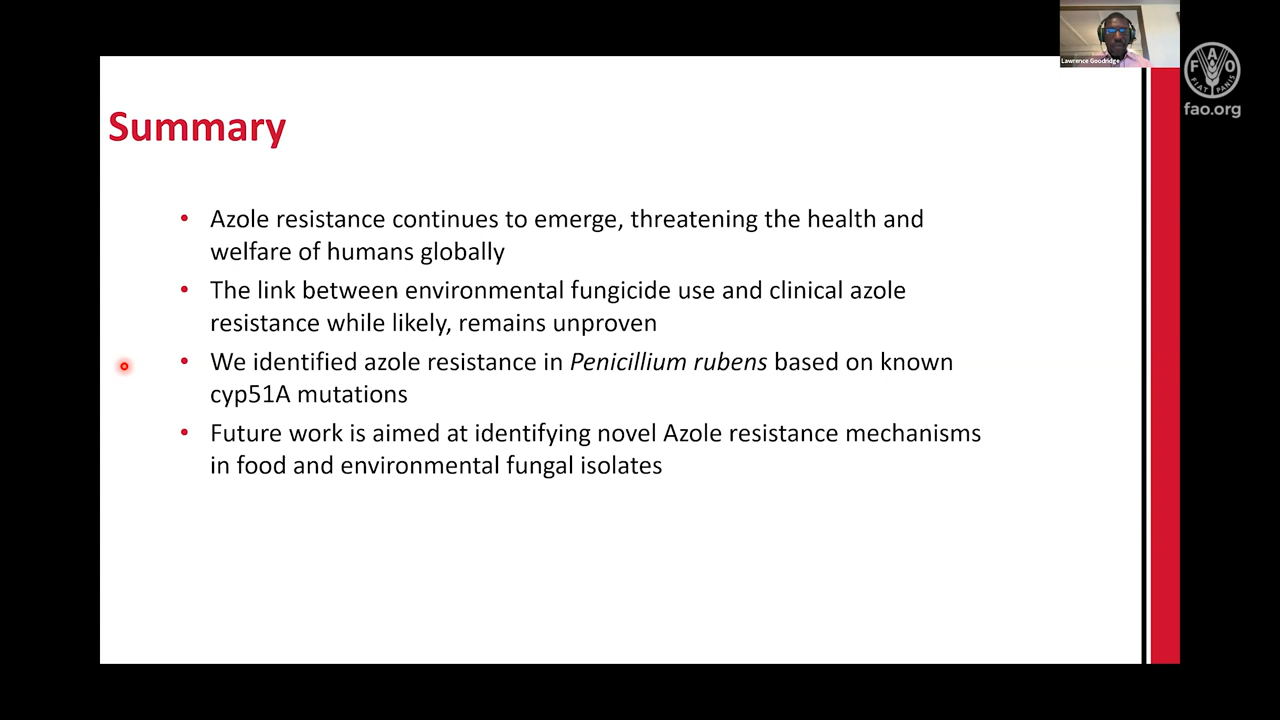 Lawrence Goodridge
FAO
FIAT PANIS
fao.org
Summary
• Azole resistance continues to emerge, threatening the health and
welfare of humans globally
• The link between environmental fungicide use and clinical azole
resistance while likely, remains unproven
• We identified azole resistance in Penicillium rubens based on known
cyp51A mutations
• Future work is aimed at identifying novel Azole resistance mechanisms
in food and environmental fungal isolates